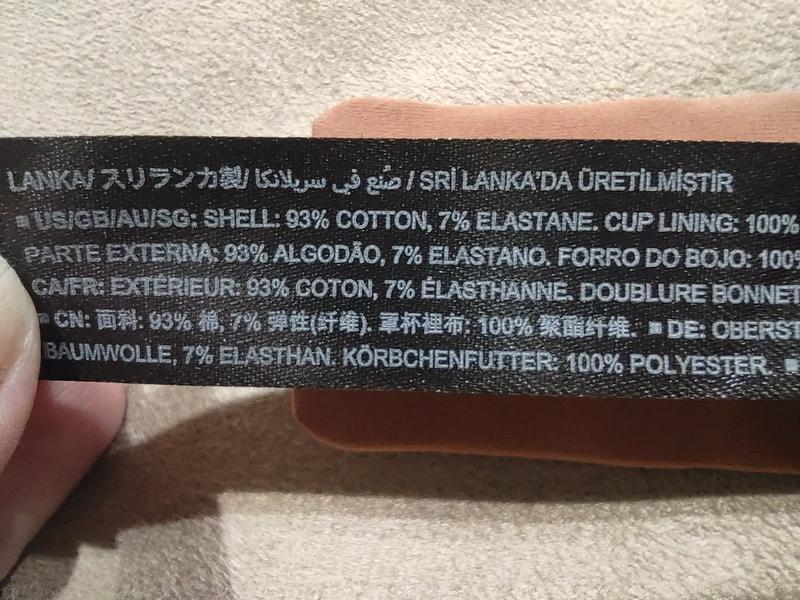 LANKA/ スリランカ製/ صُنع في سريلانكا / SRİ LANKA'DA ÜRETİLMİŞTİR
■ US/GB/AU/SG: SHELL: 93% COTTON, 7% ELASTANE. CUP LINING: 100%
PARTE EXTERNA: 93% ALGODÃO, 7% ELASTANO. FORRO DO BOJO: 100%
CA/FR: EXTÉRIEUR: 93% COTON, 7% ÉLASTHANNE. DOUBLURE BONNET
■ CN: 面料: 93% 棉, 7% 弹性(纤维). 罩杯裡布: 100% 聚酯纤维. ■ DE: OBERST
BAUMWOLLE, 7% ELASTHAN. KÖRBCHENFUTTER: 100% POLYESTER. ■